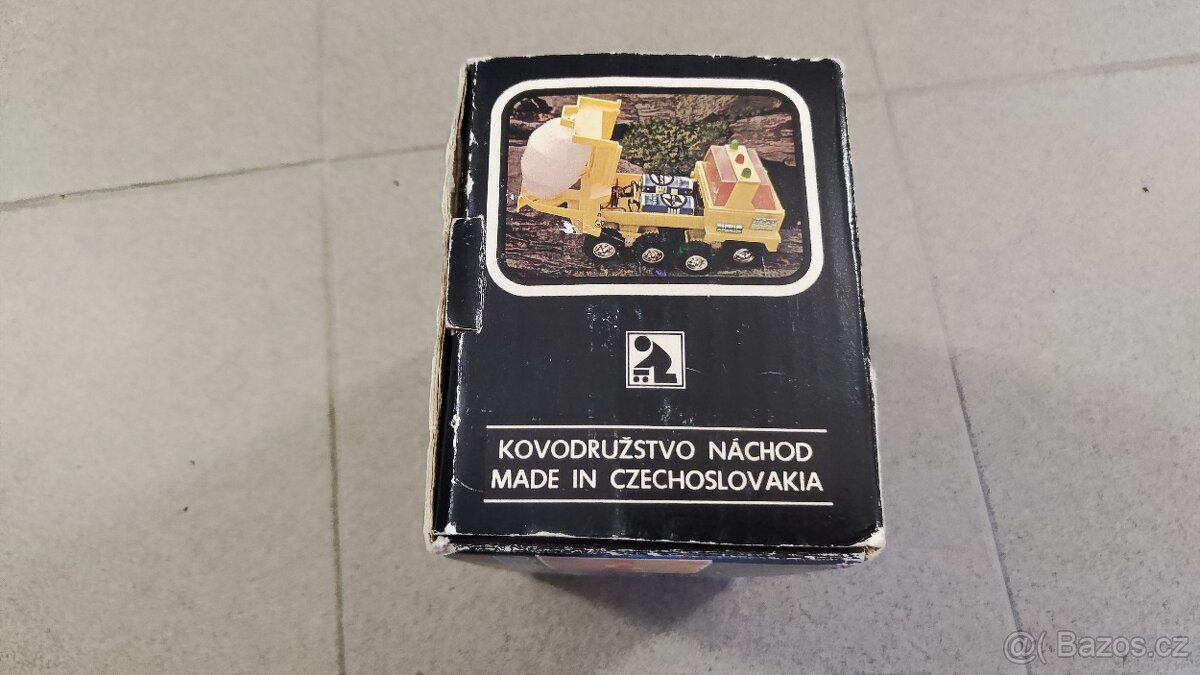 KOVODRUŽSTVO NÁCHOD
MADE IN CZECHOSLOVAKIA
@( Bazos.cz